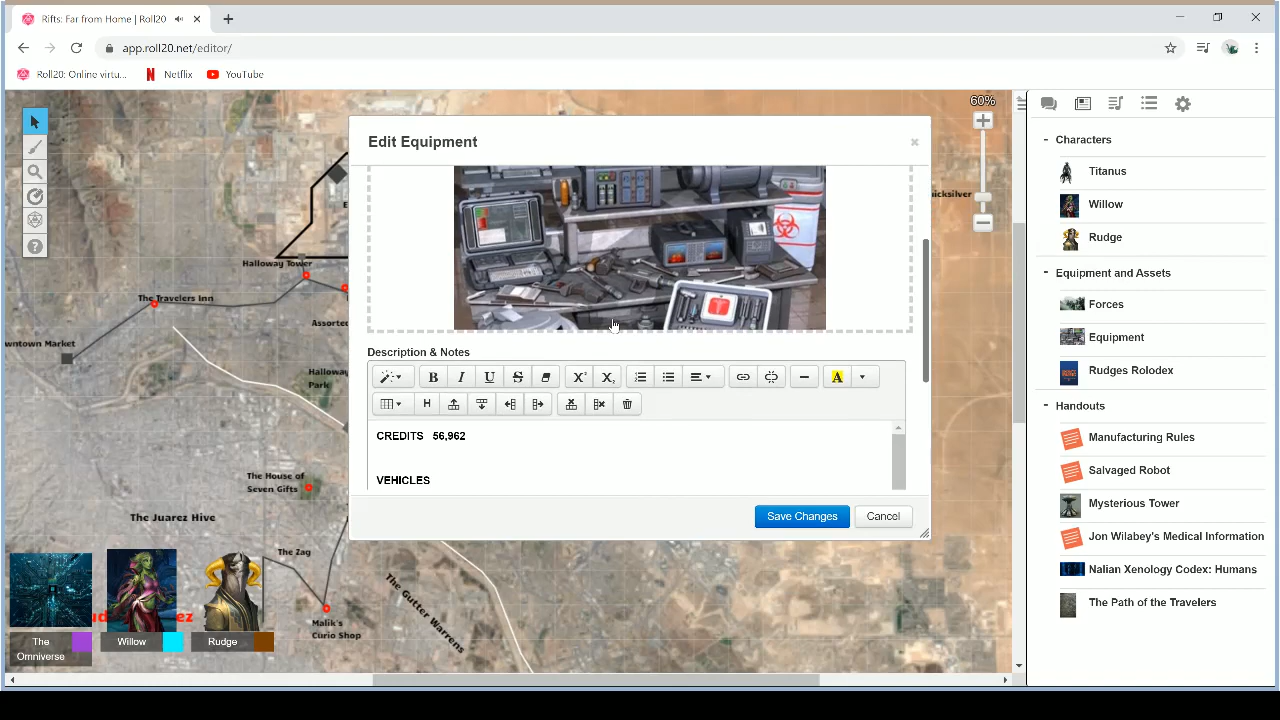 Rifts: Far from Home | Roll20
app.roll20.net/editor/
Roll20: Online virtu...
Netflix
YouTube
60%
Edit Equipment
Characters
Titanus
Willow
Rudge
Equipment and Assets
Forces
Equipment
Rudges Rolodex
Handouts
Manufacturing Rules
Salvaged Robot
Mysterious Tower
Jon Wilabey's Medical Information
Nalian Xenology Codex: Humans
The Path of the Travelers
Halloway Tower
The Travelers Inn
Assorted
Halloway
Park
The House of
Seven Gifts
The Juarez Hive
The Zag
Malik's
Curio Shop
The Gutter Warrens
Description & Notes
CREDITS 56,962
VEHICLES
Save Changes
Cancel
The
Omniverse
Willow
Rudge